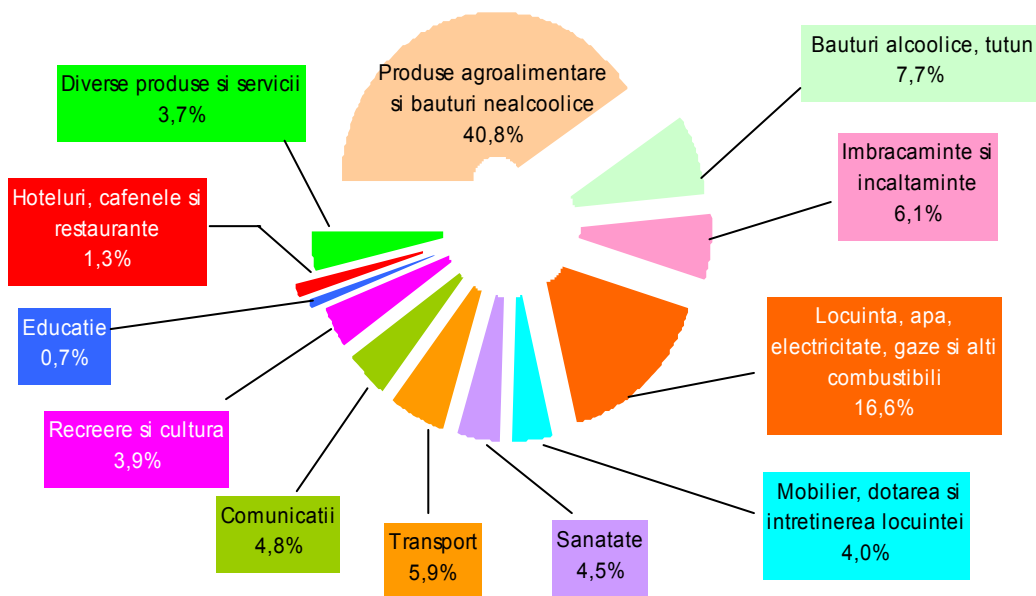 Produse agroalimentare
si bauturi nealcoolice
40,8%
Bauturi alcoolice, tutun
7,7%
Imbracaminte si
incaltaminte
6,1%
Locuinta, apa,
electricitate, gaze si alti
combustibili
16,6%
Mobilier, dotarea si
intretinerea locuintei
4,0%
Sanatate
4,5%
Transport
5,9%
Comunicatii
4,8%
Recreere si cultura
3,9%
Educatie
0,7%
Hoteluri, cafenele si
restaurante
1,3%
Diverse produse si servicii
3,7%